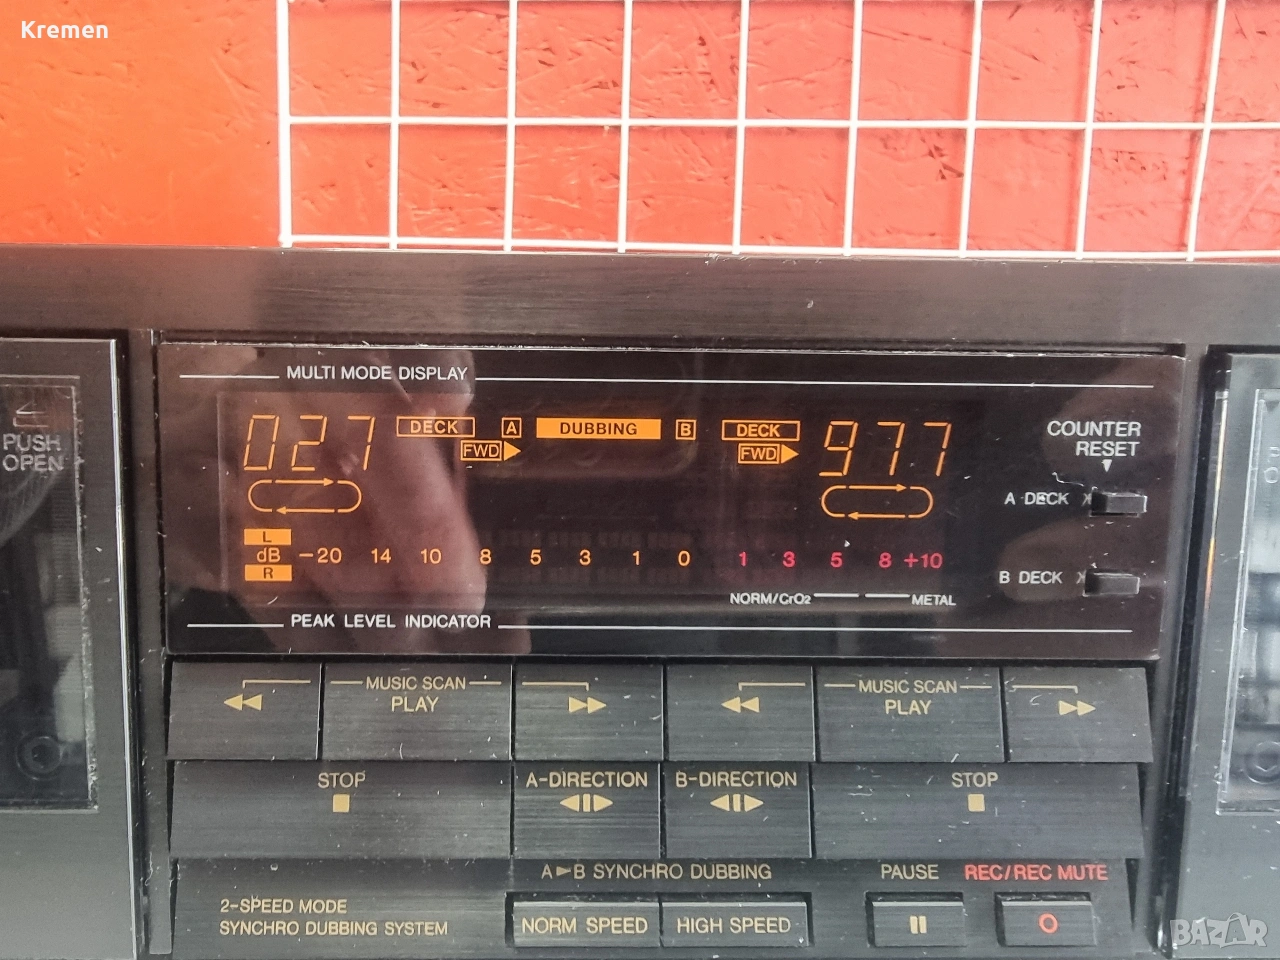 Kremen
MULTI MODE DISPLAY
027 DECK A DUBBING B DECK 977
FWD FWD
COUNTER
RESET
PUSH
OPEN
A DECK
L
dB -20 14 10 8 5 3 1 0 1 3 5 8 +10
R
B DECK
NORM/CrO2 METAL
PEAK LEVEL INDICATOR
MUSIC SCAN MUSIC SCAN
PLAY PLAY
STOP A-DIRECTION B-DIRECTION STOP
A►B SYNCHRO DUBBING PAUSE REC/REC MUTE
2-SPEED MODE
SYNCHRO DUBBING SYSTEM
NORM SPEED HIGH SPEED
BAZAR